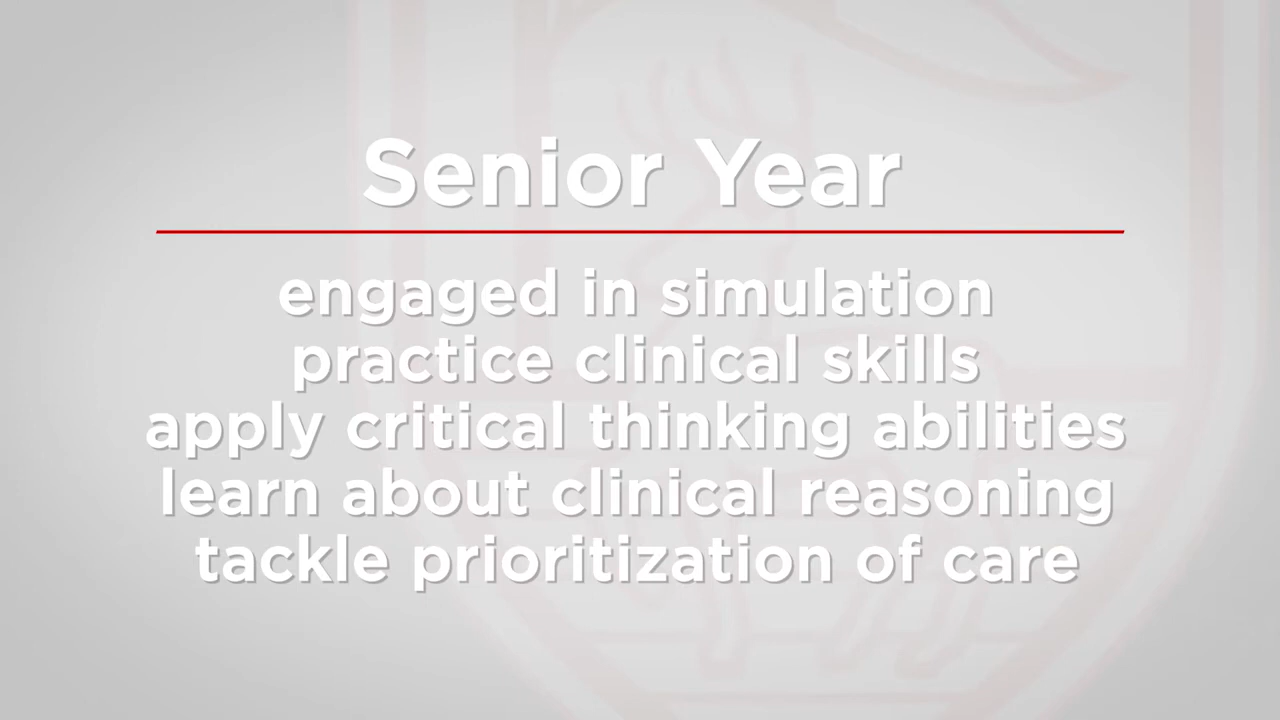 Senior Year
engaged in simulation
practice clinical skills
apply critical thinking abilities
learn about clinical reasoning
tackle prioritization of care